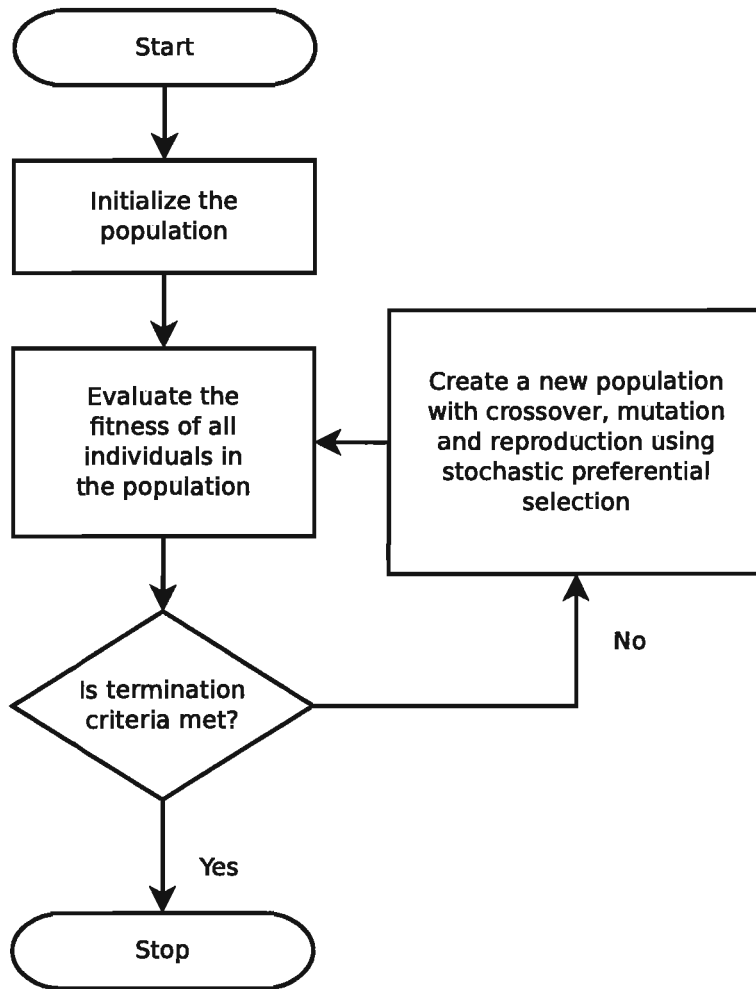 Start
Initialize the
population
Evaluate the
fitness of all
individuals in
the population
Create a new population
with crossover, mutation
and reproduction using
stochastic preferential
selection
Is termination
criteria met?
No
Yes
Stop